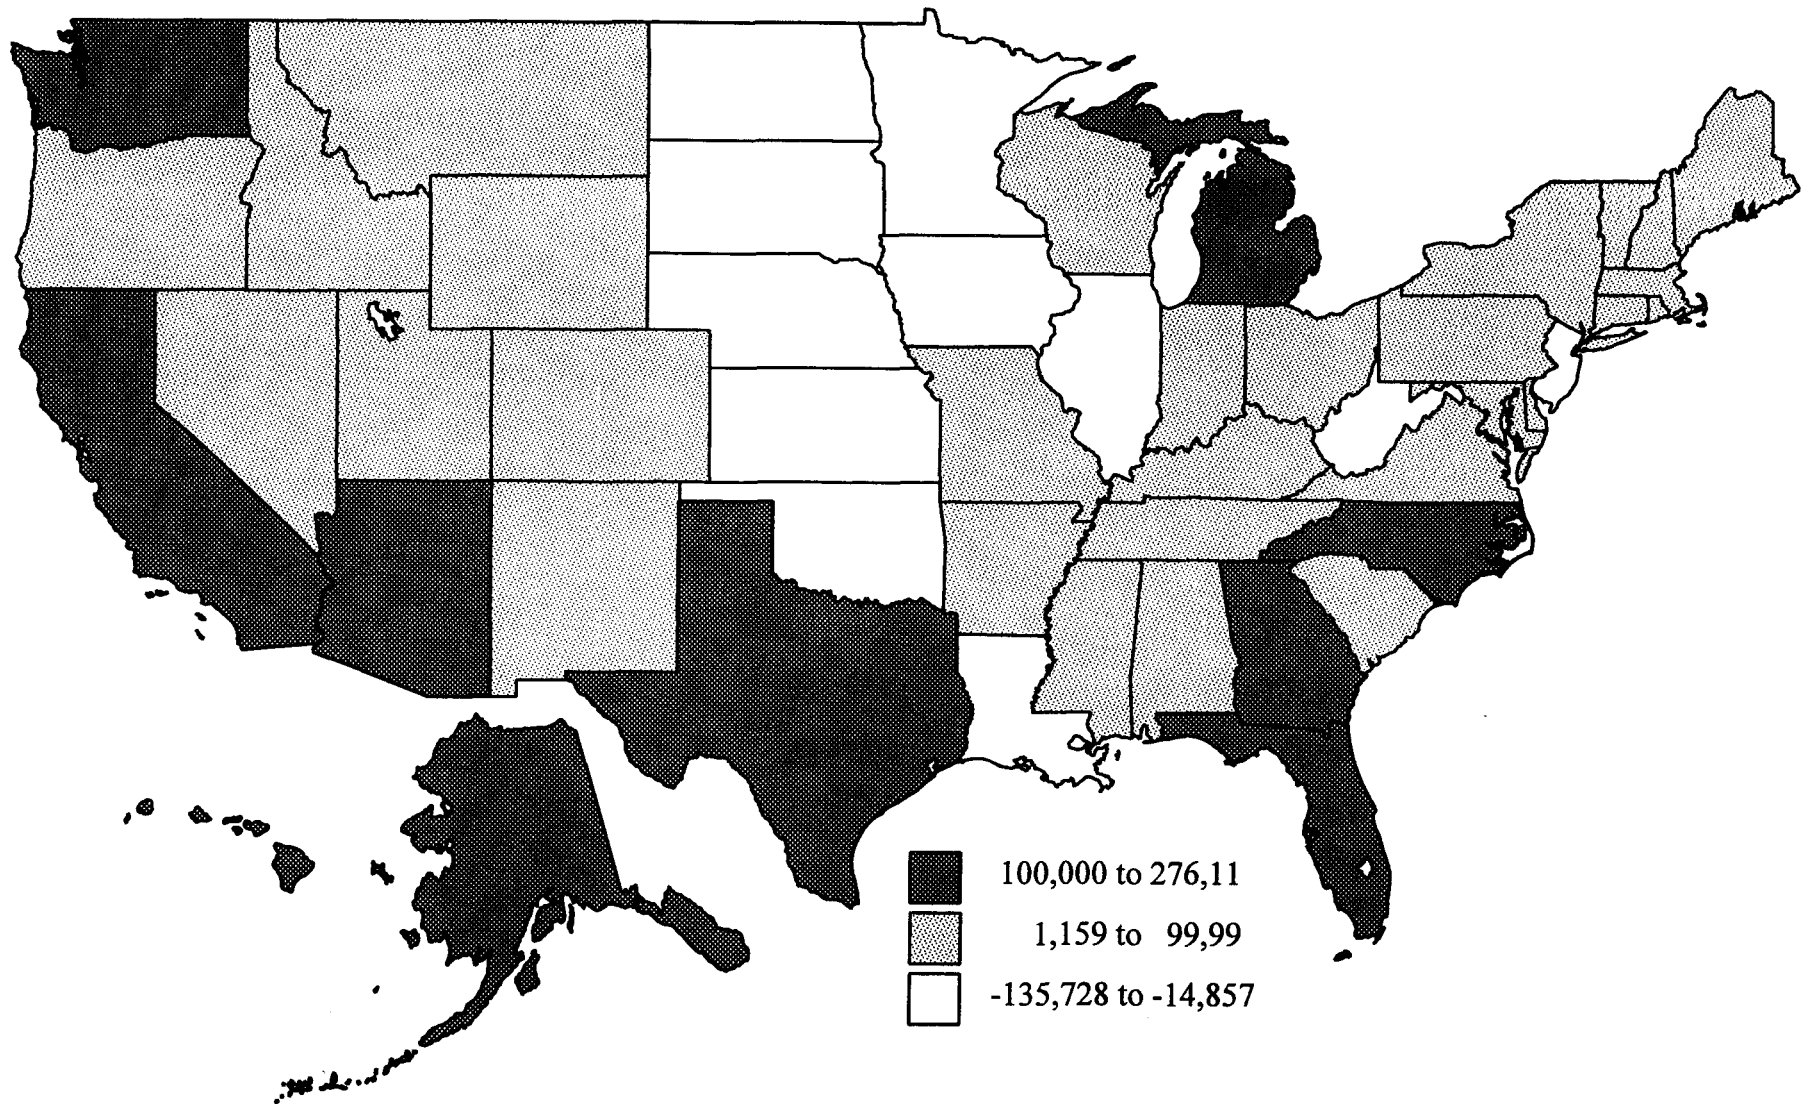 100,000 to 276,11
1,159 to 99,99
-135,728 to -14,857